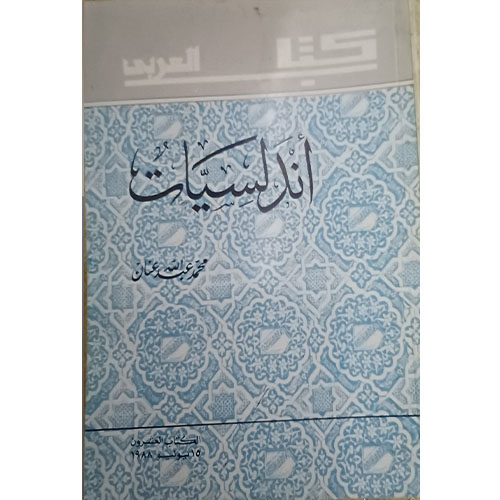 كتاب العربي
أندلسيات
محمد عبد الله عنان
الكتاب العشرون
١٥ يوليو ١٩٨٨